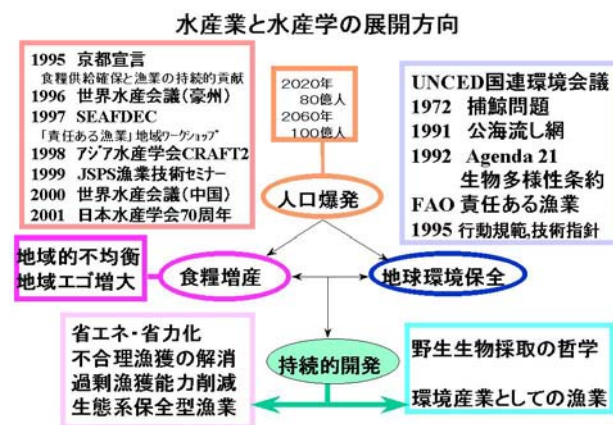 水産業と水産学の展開方向
1995 京都宣言
食糧供給確保と漁業の持続的貢献
1996 世界水産会議(豪州)
1997 SEAFDEC
「責任ある漁業」地域ワークショップ
1998 アジア水産学会CRAFT2
1999 JSPS漁業技術セミナー
2000 世界水産会議(中国)
2001 日本水産学会70周年
2020年
80億人
2060年
100億人
UNCED国連環境会議
1972 捕鯨問題
1991 公海流し網
1992 Agenda 21
生物多様性条約
FAO 責任ある漁業
1995 行動規範,技術指針
人口爆発
地域的不均衡
地域エゴ増大
食糧増産
地球環境保全
省エネ・省力化
不合理漁獲の解消
過剰漁獲能力削減
生態系保全型漁業
持続的開発
野生生物採取の哲学
環境産業としての漁業